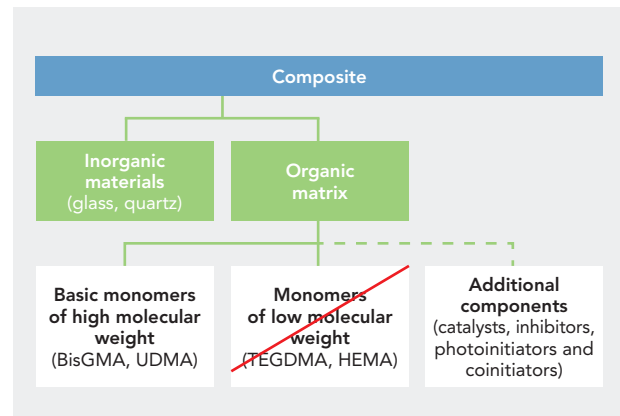 Composite
Inorganic
materials
(glass, quartz)
Organic
matrix
Basic monomers
of high molecular
weight
(BisGMA, UDMA)
Monomers
of low molecular
weight
(TEGDMA, HEMA)
Additional
components
(catalysts, inhibitors,
photoinitiators and
coinitiators)